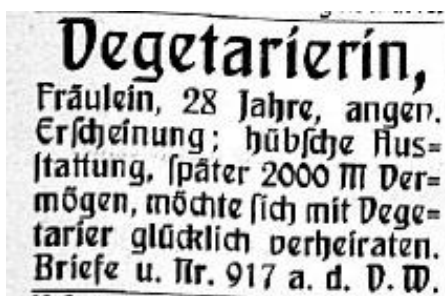 Vegetarierin,
Fräulein, 28 Jahre, angen.
Erscheinung; hübsche Aus=
stattung, später 2000 M Ver=
mögen, möchte sich mit Vege=
tarier glücklich verheiraten.
Briefe u. Nr. 917 a. d. V. W.